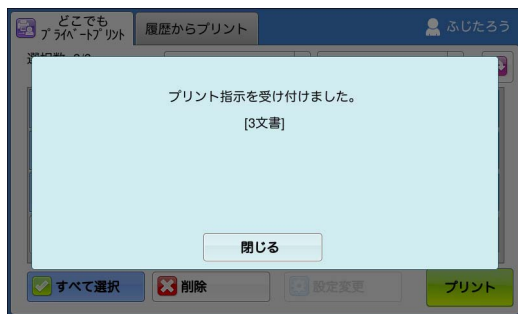 どこでも
プライベートプリント
履歴からプリント
ふじたろう
プリント指示を受け付けました。
[3文書]
閉じる
すべて選択
削除
設定変更
プリント